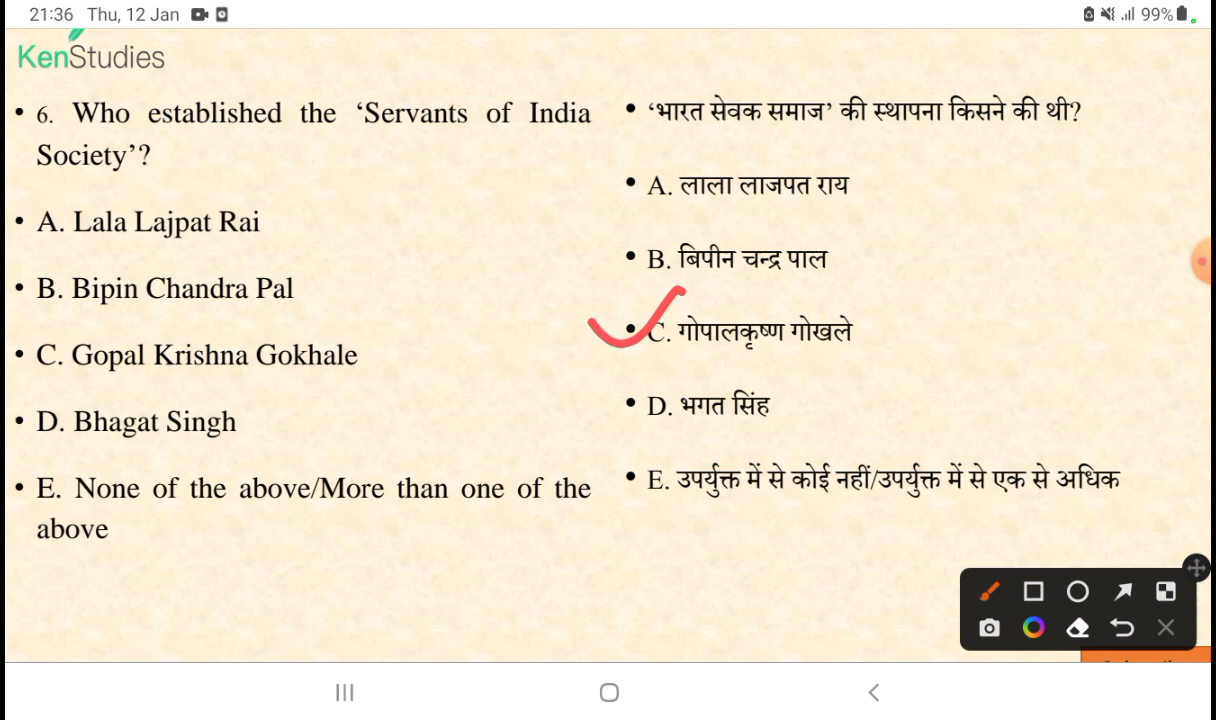 21:36 Thu, 12 Jan
99%
KenStudies
• 6. Who established the ‘Servants of India
Society’?
• A. Lala Lajpat Rai
• B. Bipin Chandra Pal
• C. Gopal Krishna Gokhale
• D. Bhagat Singh
• E. None of the above/More than one of the
above
• ‘भारत सेवक समाज’ की स्थापना किसने की थी?
• A. लाला लाजपत राय
• B. बिपीन चन्द्र पाल
• C. गोपालकृष्ण गोखले
• D. भगत सिंह
• E. उपर्युक्त में से कोई नहीं/उपर्युक्त में से एक से अधिक